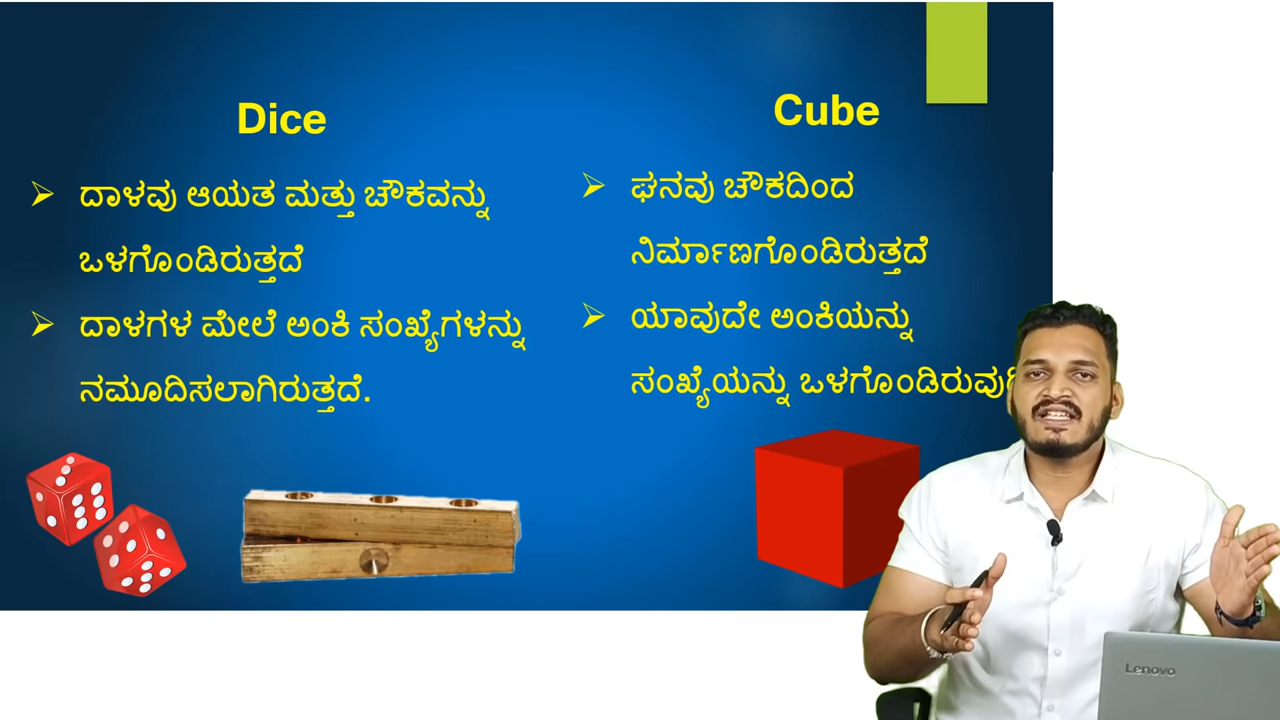 Dice
ದಾಳವು ಆಯತ ಮತ್ತು ಚೌಕವನ್ನು
ಒಳಗೊಂಡಿರುತ್ತದೆ
ದಾಳಗಳ ಮೇಲೆ ಅಂಕಿ ಸಂಖ್ಯೆಗಳನ್ನು
ನಮೂದಿಸಲಾಗಿರುತ್ತದೆ.
Cube
ಘನವು ಚೌಕದಿಂದ
ನಿರ್ಮಾಣಗೊಂಡಿರುತ್ತದೆ
ಯಾವುದೇ ಅಂಕಿಯನ್ನು
ಸಂಖ್ಯೆಯನ್ನು
Lenovo